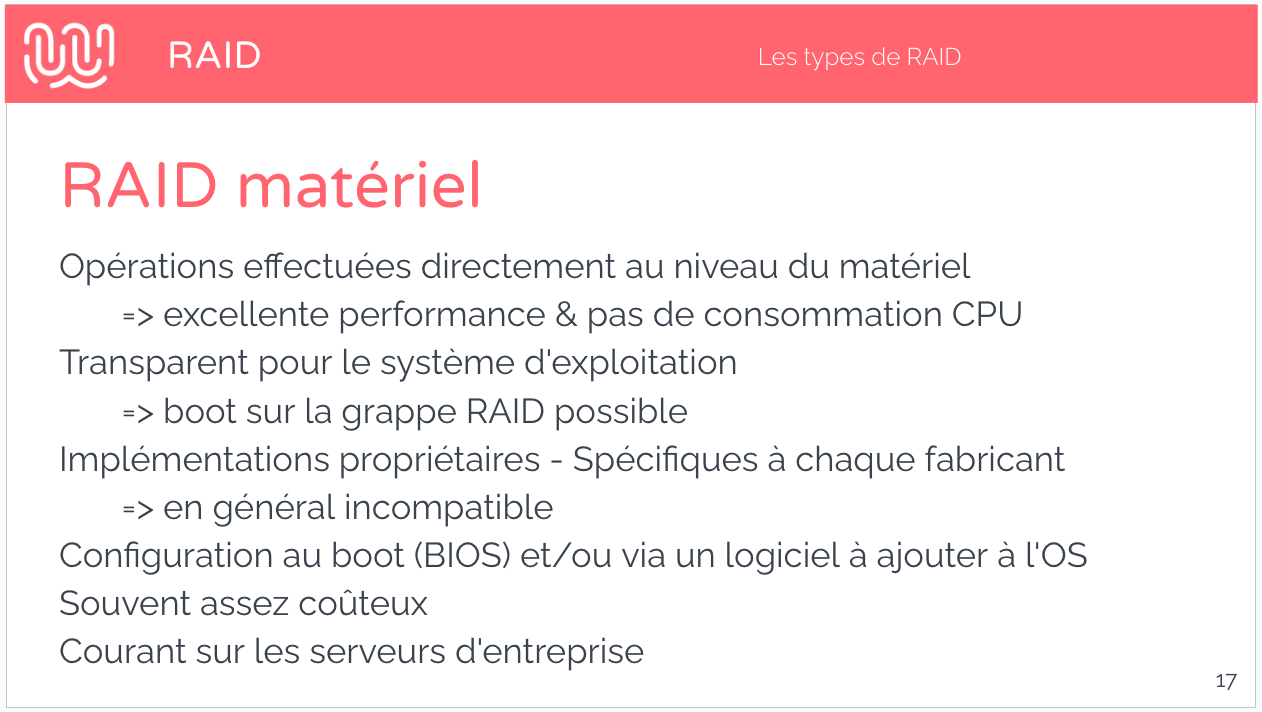 RAID
Les types de RAID
RAID matériel
Opérations effectuées directement au niveau du matériel
=> excellente performance & pas de consommation CPU
Transparent pour le système d'exploitation
=> boot sur la grappe RAID possible
Implémentations propriétaires - Spécifiques à chaque fabricant
=> en général incompatible
Configuration au boot (BIOS) et/ou via un logiciel à ajouter à l'OS
Souvent assez coûteux
Courant sur les serveurs d'entreprise
17